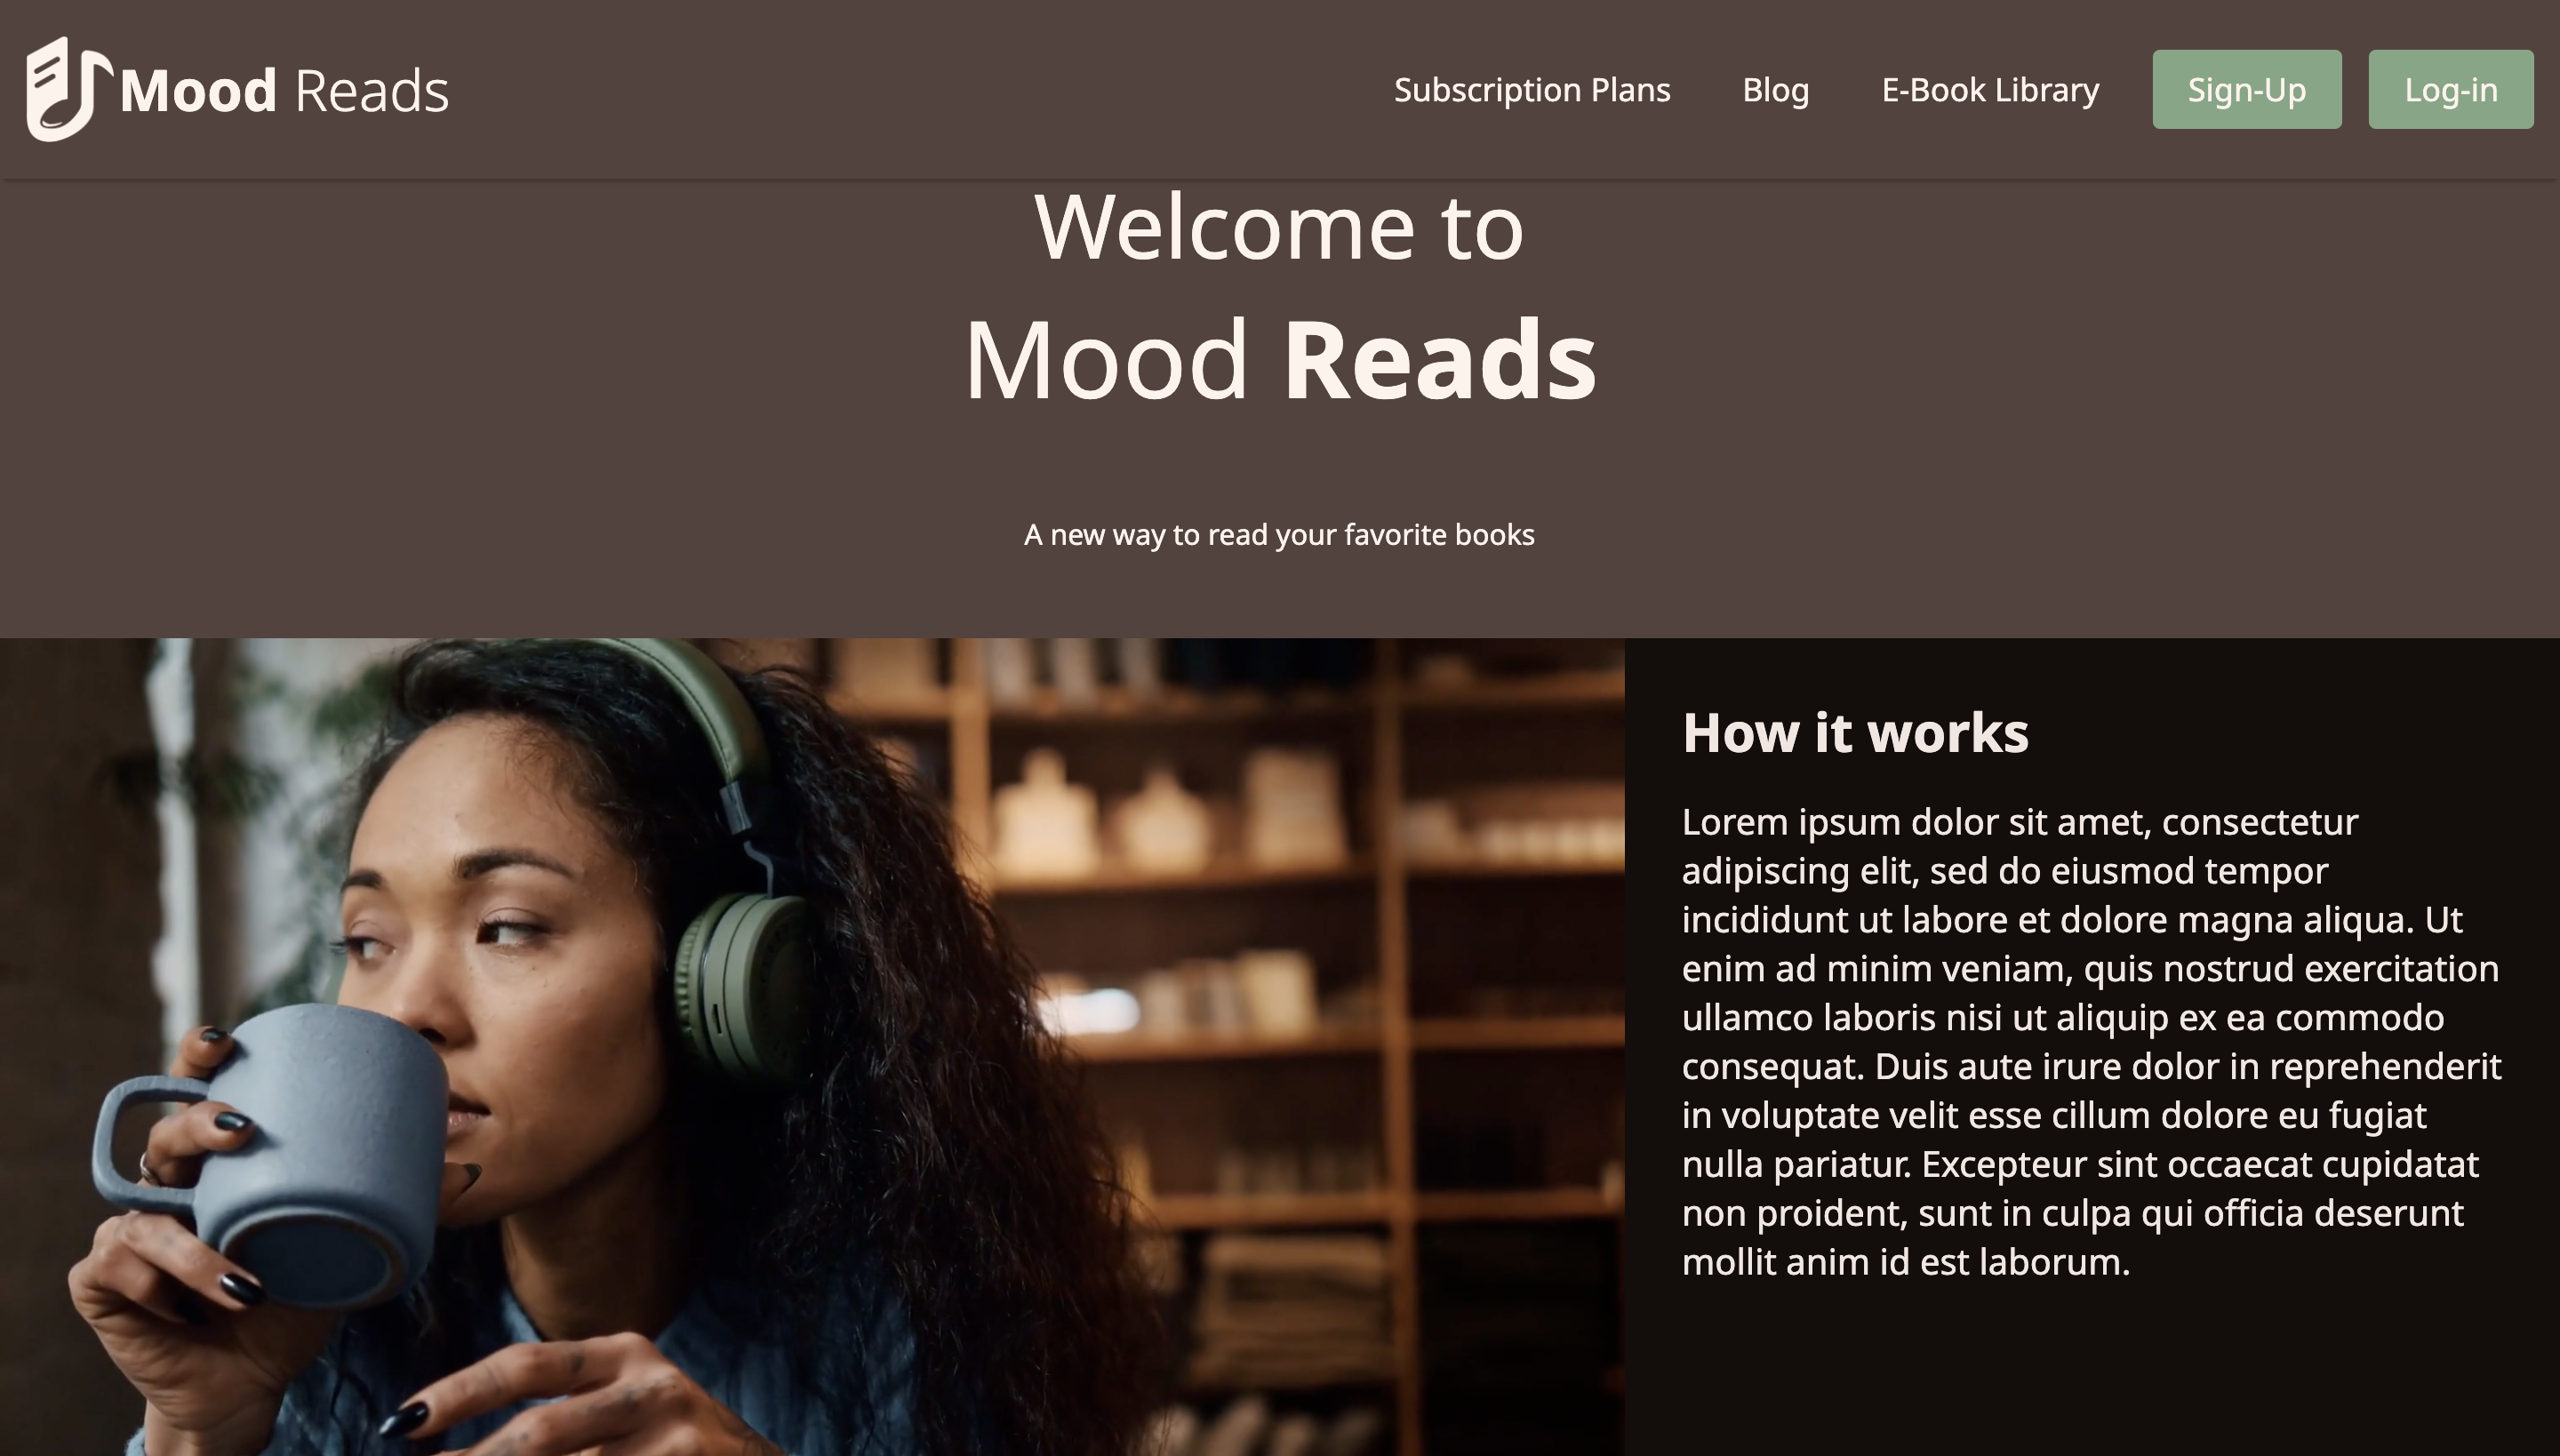 Mood Reads
Subscription Plans
Blog
E-Book Library
Sign-Up
Log-in
Welcome to
Mood Reads
A new way to read your favorite books
How it works
Lorem ipsum dolor sit amet, consectetur
adipiscing elit, sed do eiusmod tempor
incididunt ut labore et dolore magna aliqua. Ut
enim ad minim veniam, quis nostrud exercitation
ullamco laboris nisi ut aliquip ex ea commodo
consequat. Duis aute irure dolor in reprehenderit
in voluptate velit esse cillum dolore eu fugiat
nulla pariatur. Excepteur sint occaecat cupidatat
non proident, sunt in culpa qui officia deserunt
mollit anim id est laborum.